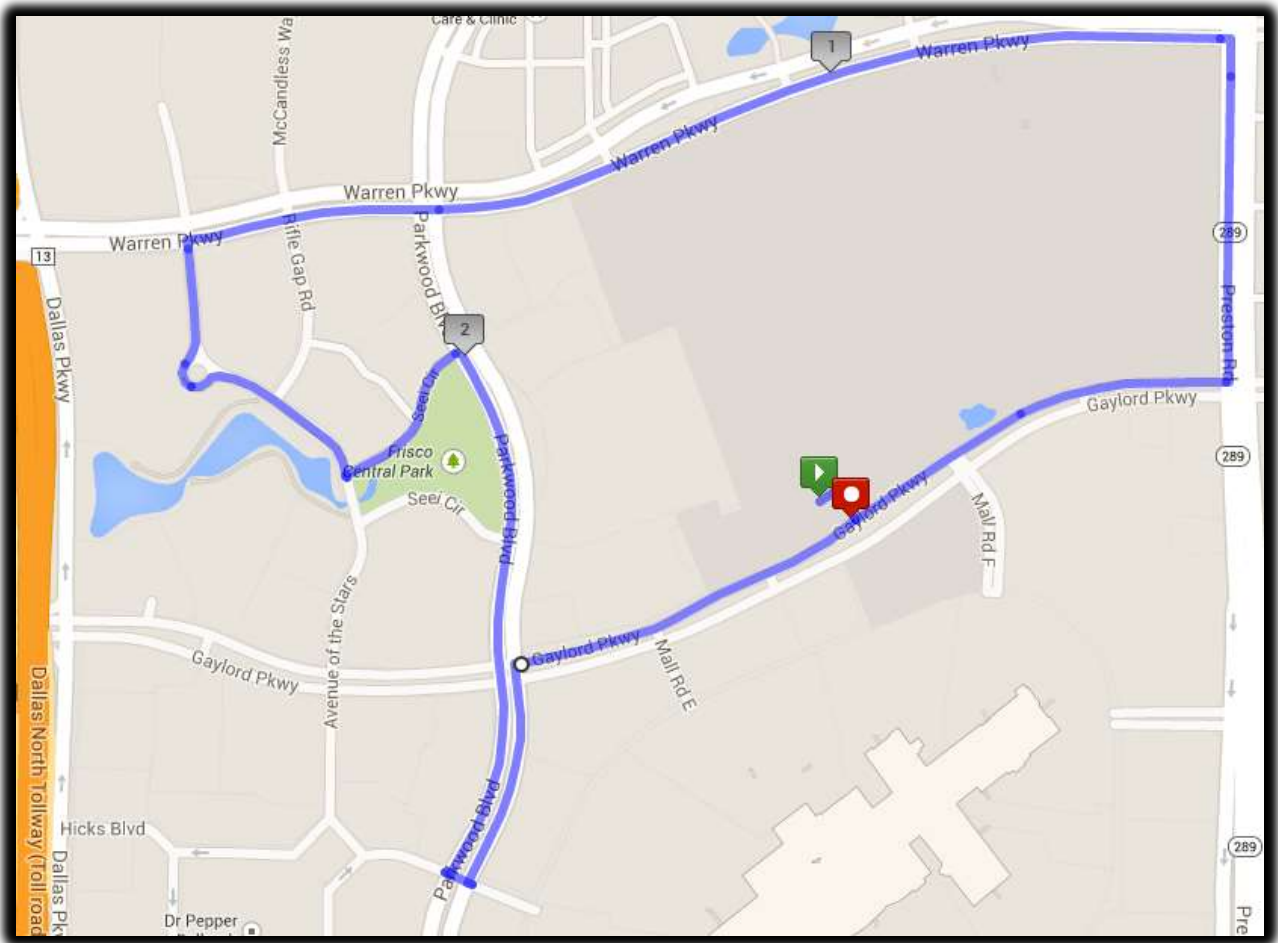 Care & Clinic
McCandless Wa
1
Warren Pkwy
Warren Pkwy
Warren Pkwy
Warren Pkwy
13
Rifle Gap Rd
Parkwood Blv
289
Dallas Pkwy
Preston Rd
2
Seei Cir
Gaylord Pkwy
Frisco
Central Park
Parkwood Blvd
289
Seei Cir
Gaylord Pkwy
Mall Rd F
Avenue of the Stars
Gaylord Pkwy
Mall Rd E
Gaylord Pkwy
Dallas North Tollway (Toll road
Parkwood Blvd
Hicks Blvd
289
Dallas Pkw
Dr Pepper
Pre